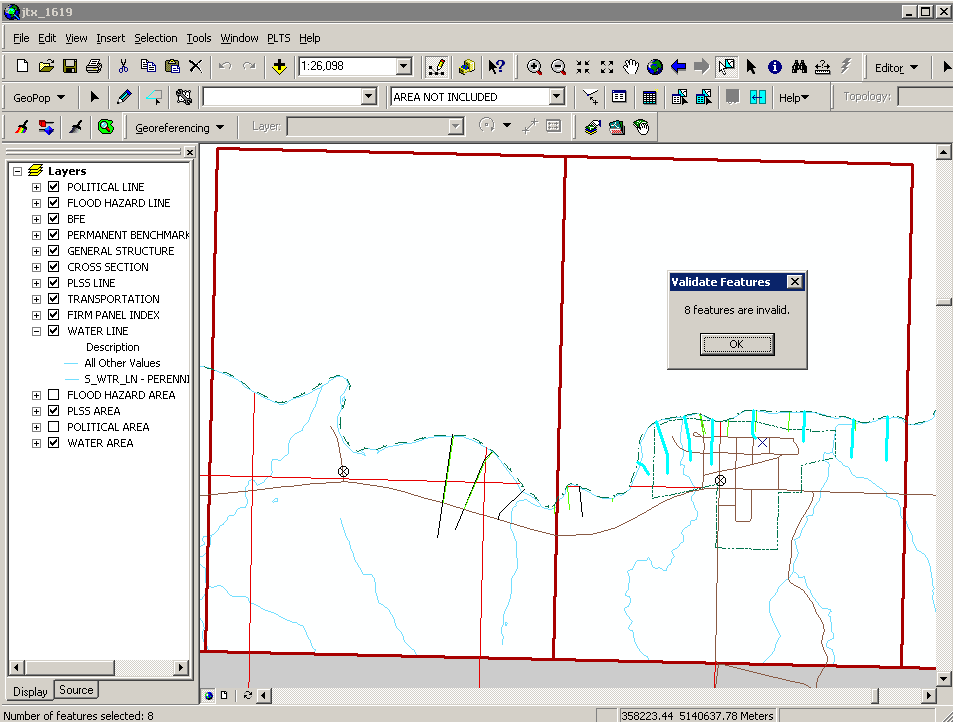 jtx_1619
File Edit View Insert Selection Tools Window PLTS Help
1:26,098
Editor
GeoPop
AREA NOT INCLUDED
Help
Topology:
Georeferencing
Layer:
Layers
POLITICAL LINE
FLOOD HAZARD LINE
BFE
PERMANENT BENCHMARK
GENERAL STRUCTURE
CROSS SECTION
PLSS LINE
TRANSPORTATION
FIRM PANEL INDEX
WATER LINE
Description
All Other Values
S_WTR_LN - PERENNI
FLOOD HAZARD AREA
PLSS AREA
POLITICAL AREA
WATER AREA
Validate Features
8 features are invalid.
OK
Display Source
Number of features selected: 8
358223.44 5140637.78 Meters